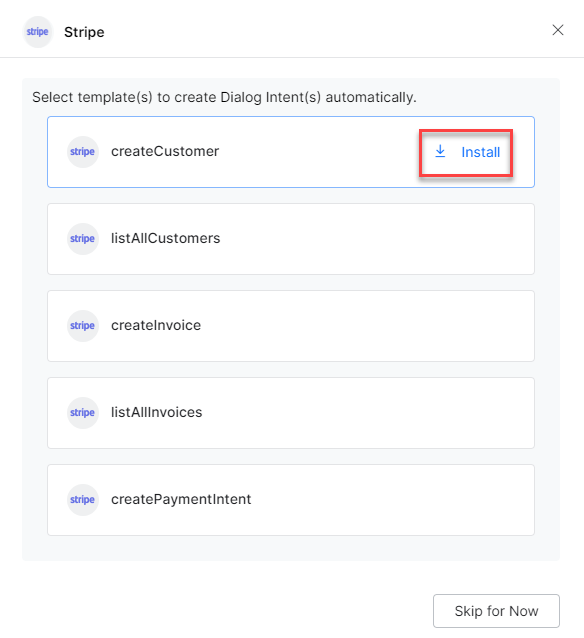 stripe Stripe
Select template(s) to create Dialog Intent(s) automatically.
stripe createCustomer Install
stripe listAllCustomers
stripe createInvoice
stripe listAllInvoices
stripe createPaymentIntent
Skip for Now